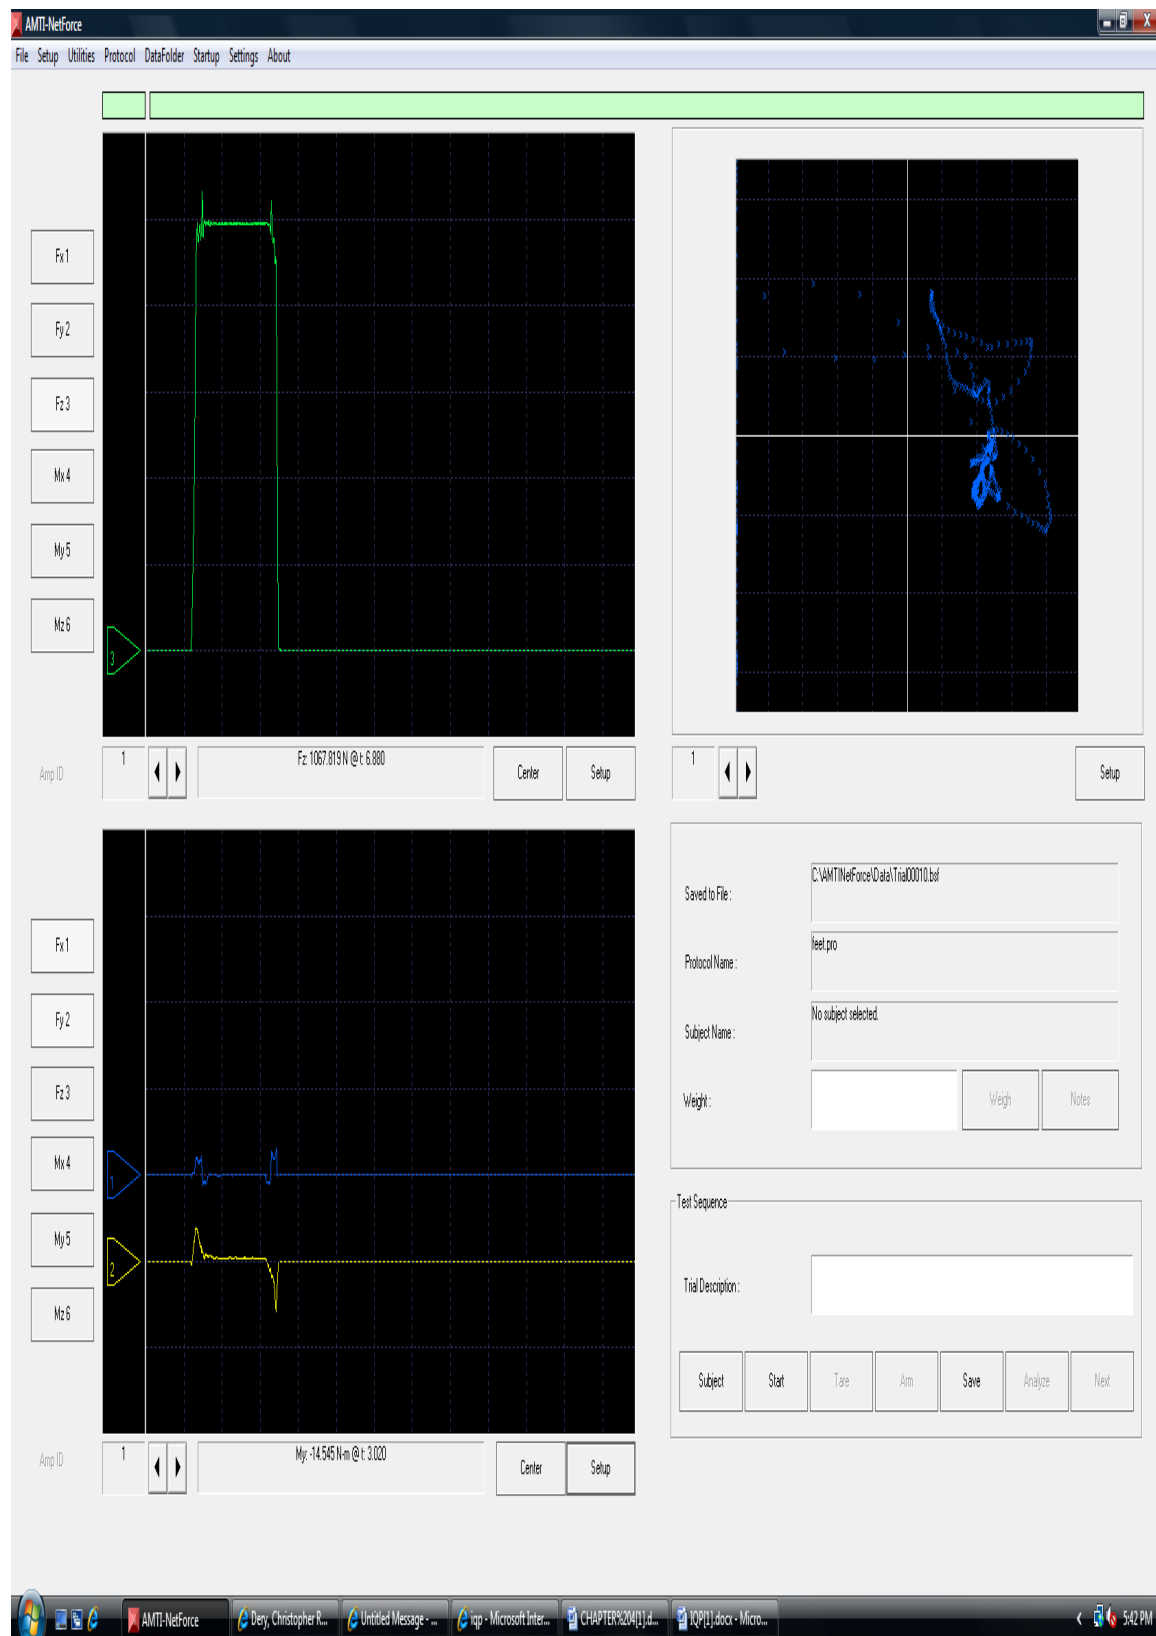 AMTI-NetForce
File Setup Utilities Protocol DataFolder Startup Settings About
Fx 1
Fy 2
Fz 3
Mx 4
My 5
Mz 6
3
Amp ID
1
Fz: 1067.819 N @ t: 6.880
Center
Setup
1
Setup
Fx 1
Fy 2
Fz 3
Mx 4
My 5
Mz 6
1
2
Amp ID
1
My: -14.545 N-m @ t: 3.020
Center
Setup
Saved to File :
C:\AMTINetForce\Data\Trial00010.bsf
Protocol Name :
feet.pro
Subject Name :
No subject selected.
Weight :
Weigh
Notes
Test Sequence
Trial Description :
Subject
Start
Tare
Arm
Save
Analyze
Next
AMTI-NetForce
Dery, Christopher R...
Untitled Message - ...
iqp - Microsoft Inter...
CHAPTER%204[1].d...
IQP[1].docx - Micro...
5:42 PM